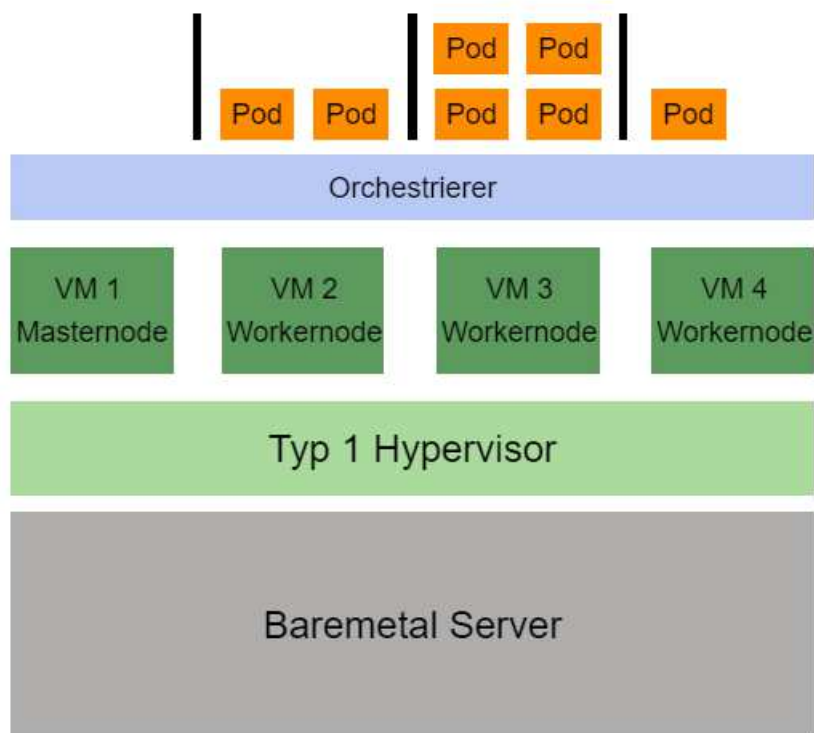 Pod Pod
Pod Pod Pod Pod Pod
Orchestrierer
VM 1 VM 2 VM 3 VM 4
Masternode Workernode Workernode Workernode
Typ 1 Hypervisor
Baremetal Server